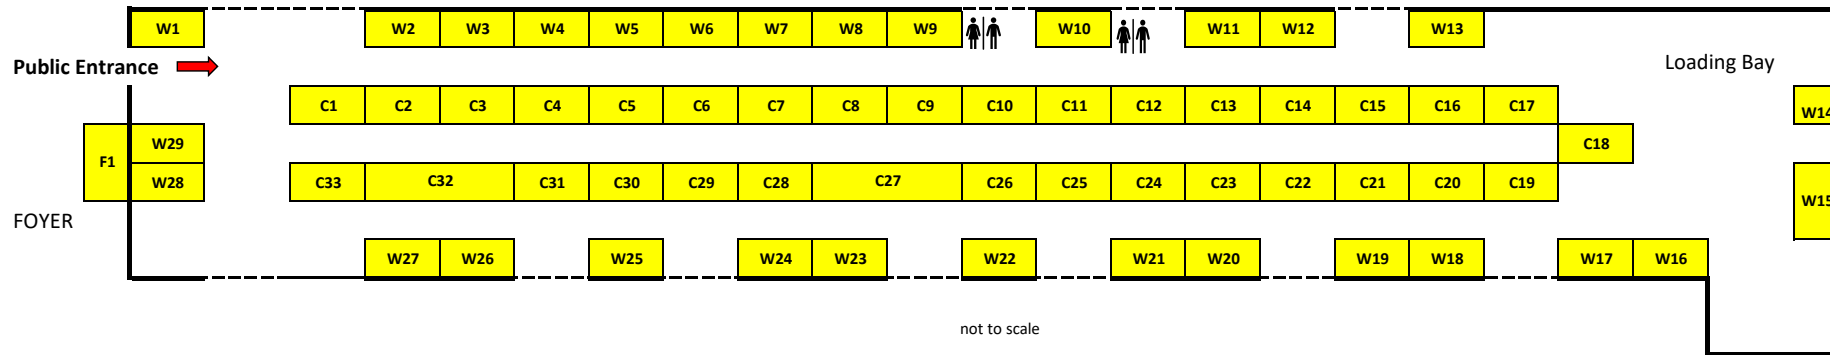 W1 W2 W3 W4 W5 W6 W7 W8 W9 W10 W11 W12 W13
Public Entrance
Loading Bay
C1 C2 C3 C4 C5 C6 C7 C8 C9 C10 C11 C12 C13 C14 C15 C16 C17
W14
W29
C18
F1
W28
C33 C32 C31 C30 C29 C28 C27 C26 C25 C24 C23 C22 C21 C20 C19
W15
FOYER
W27 W26 W25 W24 W23 W22 W21 W20 W19 W18 W17 W16
not to scale